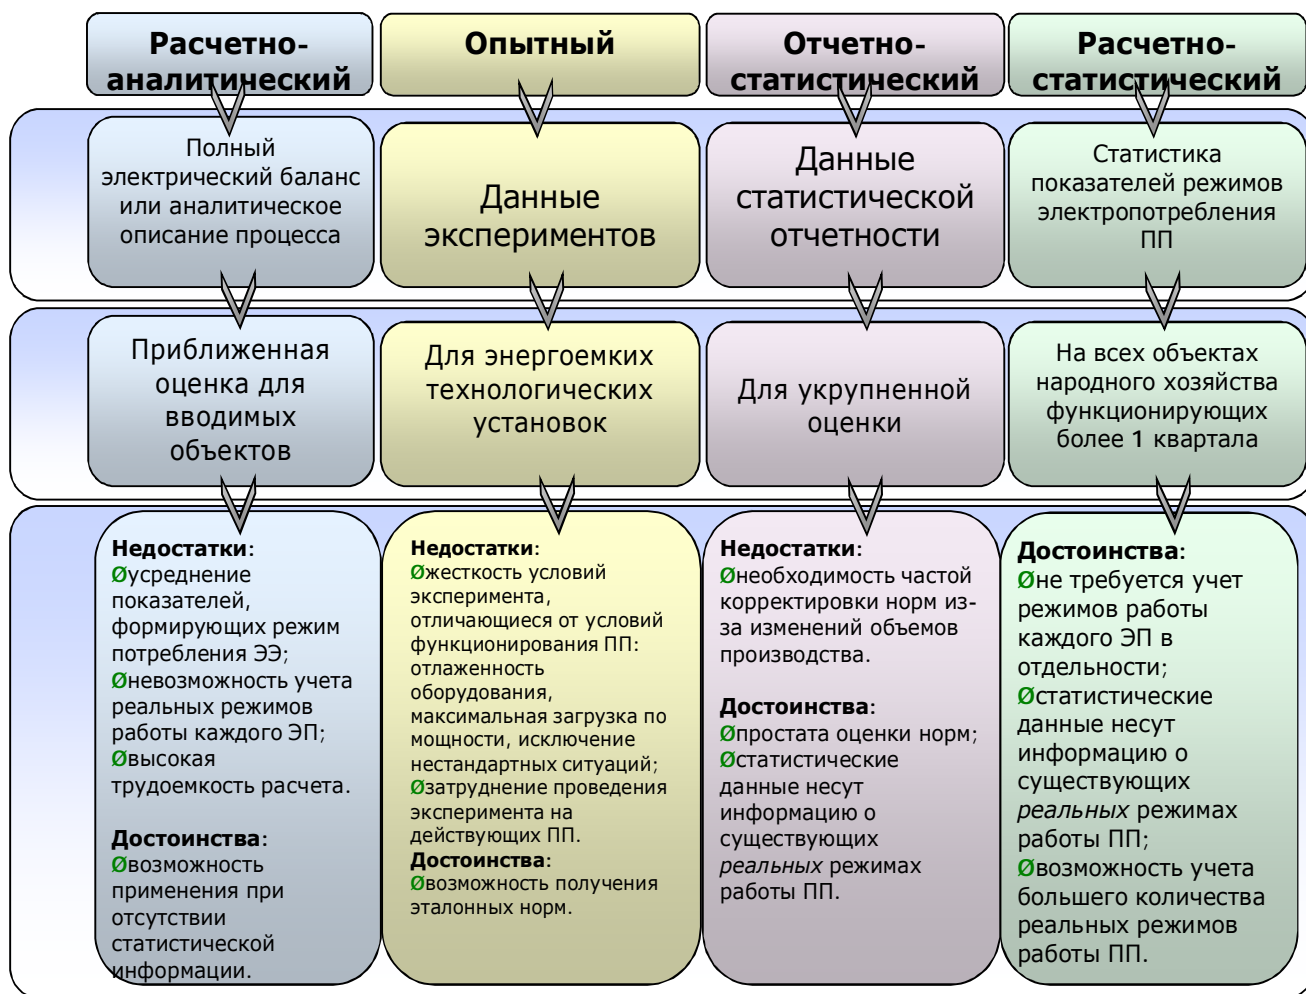 Расчетно-
аналитический
Опытный
Отчетно-
статистический
Расчетно-
статистический
Полный
электрический баланс
или аналитическое
описание процесса
Данные
экспериментов
Данные
статистической
отчетности
Статистика
показателей режимов
электропотребления
ПП
Приближенная
оценка для
вводимых
объектов
Для энергоемких
технологических
установок
Для укрупненной
оценки
На всех объектах
народного хозяйства
функционирующих
более 1 квартала
Недостатки:
Øусреднение
показателей,
формирующих режим
потребления ЭЭ;
Øневозможность учета
реальных режимов
работы каждого ЭП;
Øвысокая
трудоемкость расчета.
Достоинства:
Øвозможность
применения при
отсутствии
статистической
информации.
Недостатки:
Øжесткость условий
эксперимента,
отличающиеся от условий
функционирования ПП:
отлаженность
оборудования,
максимальная загрузка по
мощности, исключение
нестандартных ситуаций;
Øзатруднение проведения
эксперимента на
действующих ПП.
Достоинства:
Øвозможность получения
эталонных норм.
Недостатки:
Øнеобходимость частой
корректировки норм из-
за изменений объемов
производства.
Достоинства:
Øпростата оценки норм;
Øстатистические
данные несут
информацию о
существующих
реальных режимах
работы ПП.
Достоинства:
Øне требуется учет
режимов работы
каждого ЭП в
отдельности;
Øстатистические
данные несут
информацию о
существующих
реальных режимах
работы ПП;
Øвозможность учета
большего количества
реальных режимов
работы ПП.